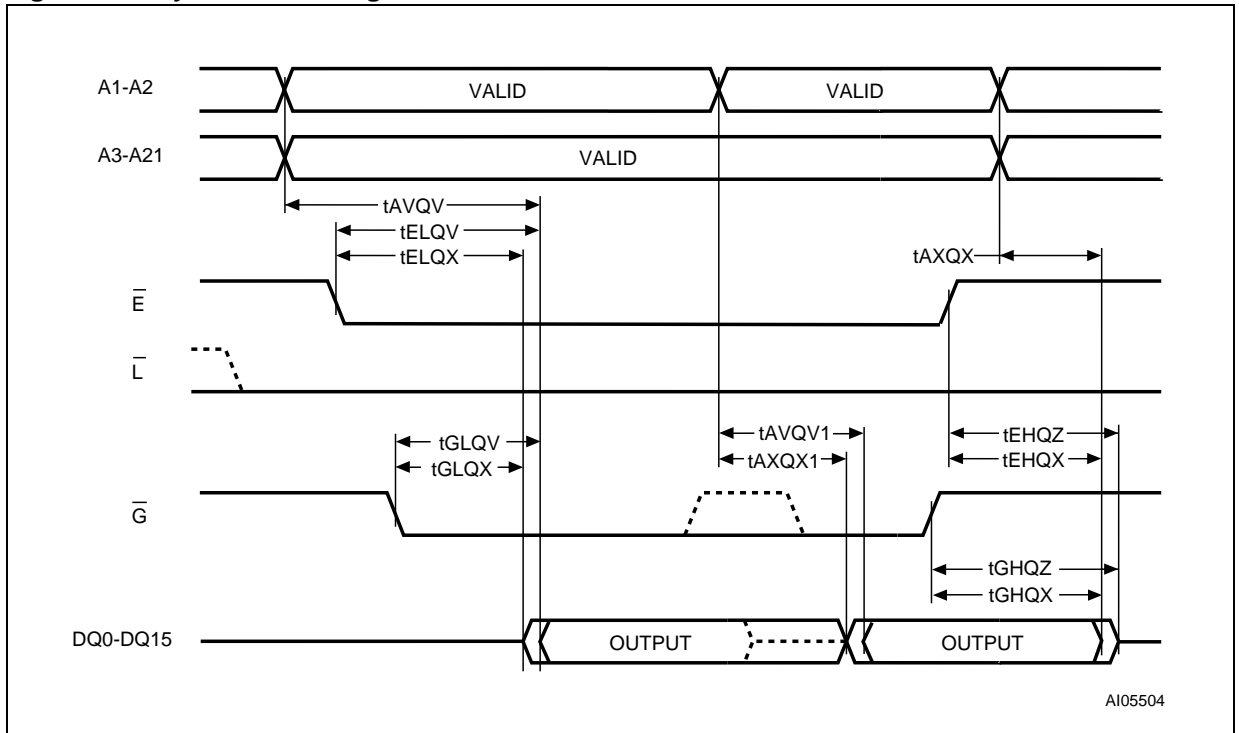 A1-A2
VALID
VALID
A3-A21
VALID
tAVQV
tELQV
tELQX
tAXQX
E
L
tAVQV1
tEHQZ
tGLQV
tAXQX1
tEHQX
tGLQX
G
tGHQZ
tGHQX
DQ0-DQ15
OUTPUT
OUTPUT
AI05504